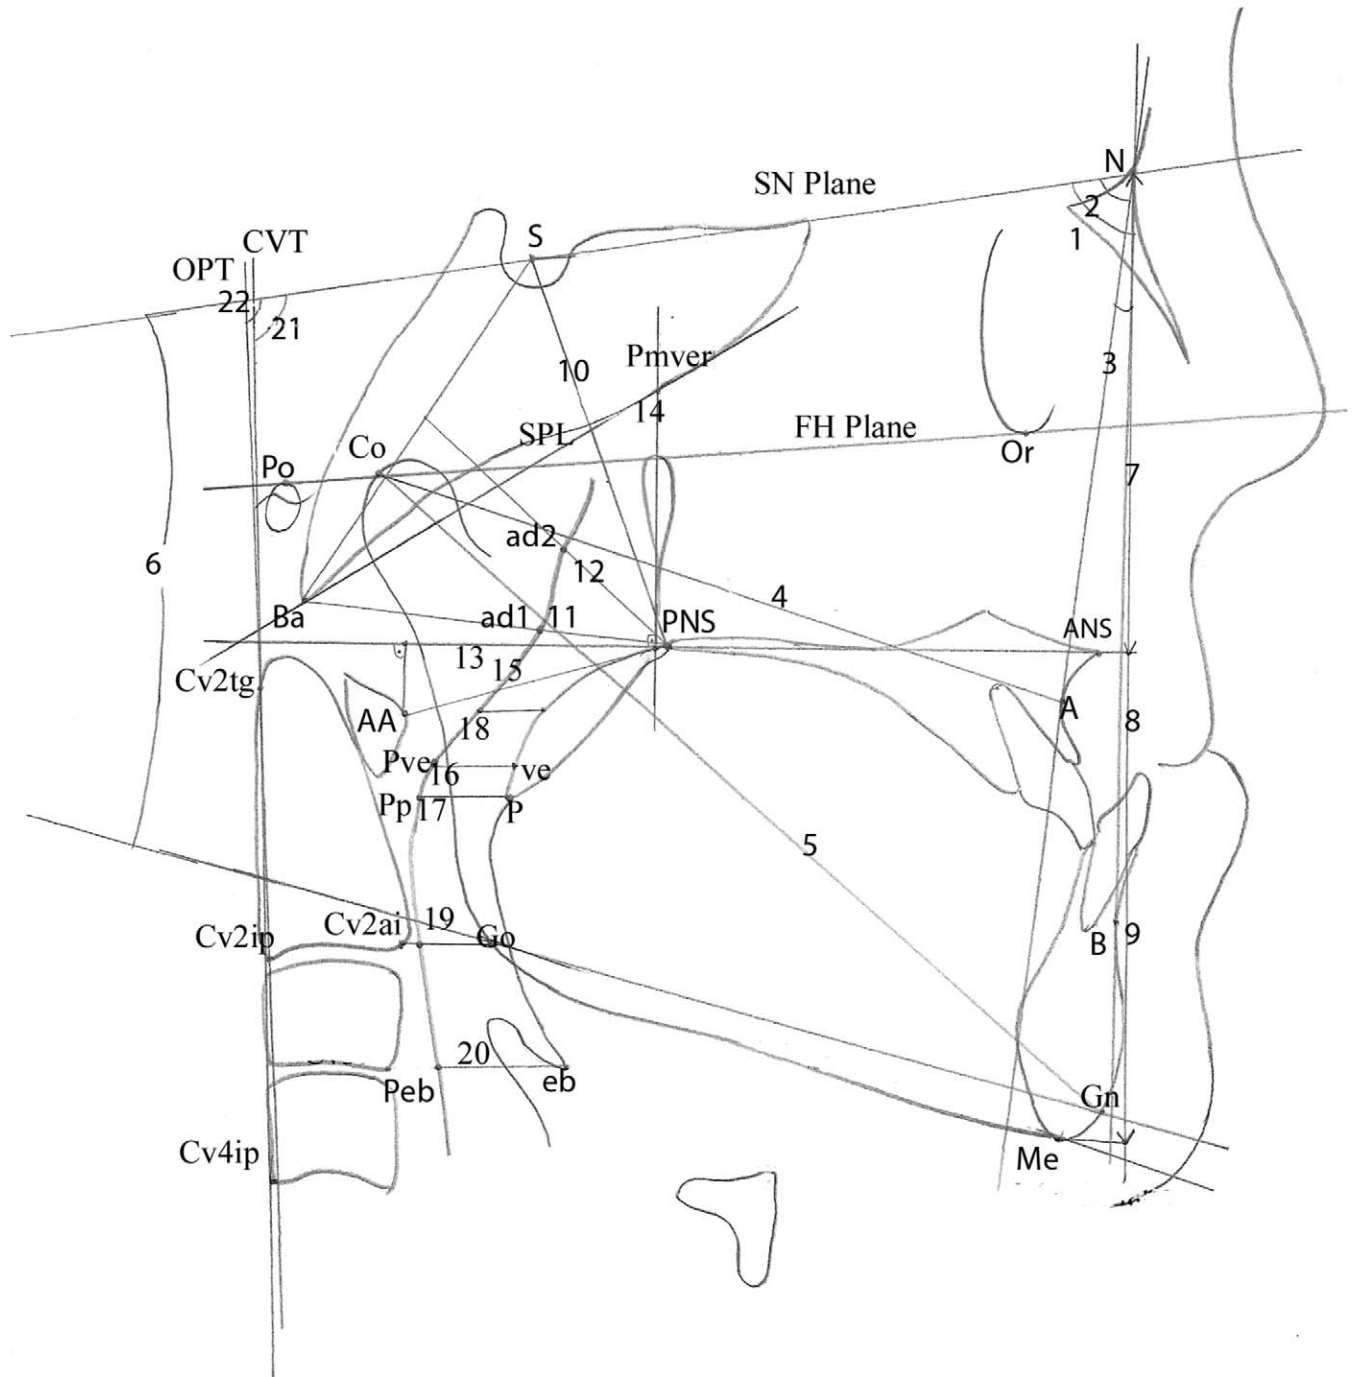 N
SN Plane
2
1
S
CVT
OPT
22
21
10
Pmver
14
3
SPL
FH Plane
Or
Co
Po
7
6
ad2
12
4
Ba
ad1
11
PNS
ANS
13
15
Cv2tg
AA
18
A
8
Pve
16
ve
Pp
17
P
5
Cv2ai
19
Go
Cv2ip
B
9
20
Peb
eb
Gn
Cv4ip
Me